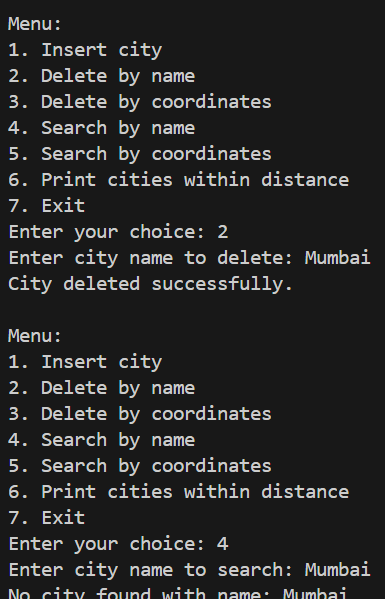 Menu:
1. Insert city
2. Delete by name
3. Delete by coordinates
4. Search by name
5. Search by coordinates
6. Print cities within distance
7. Exit
Enter your choice: 2
Enter city name to delete: Mumbai
City deleted successfully.
Menu:
1. Insert city
2. Delete by name
3. Delete by coordinates
4. Search by name
5. Search by coordinates
6. Print cities within distance
7. Exit
Enter your choice: 4
Enter city name to search: Mumbai
No city found with name: Mumbai